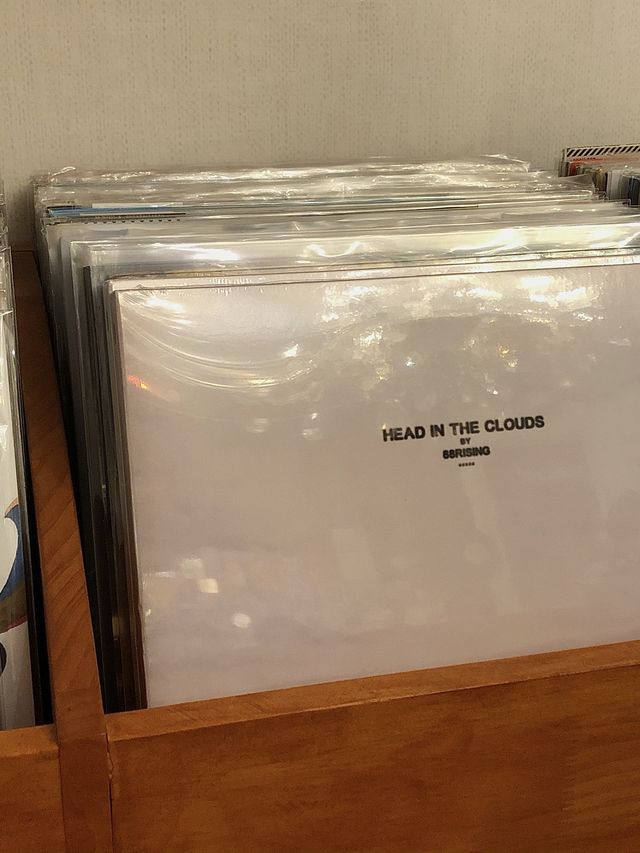 HEAD IN THE CLOUDS
BY
88RISING